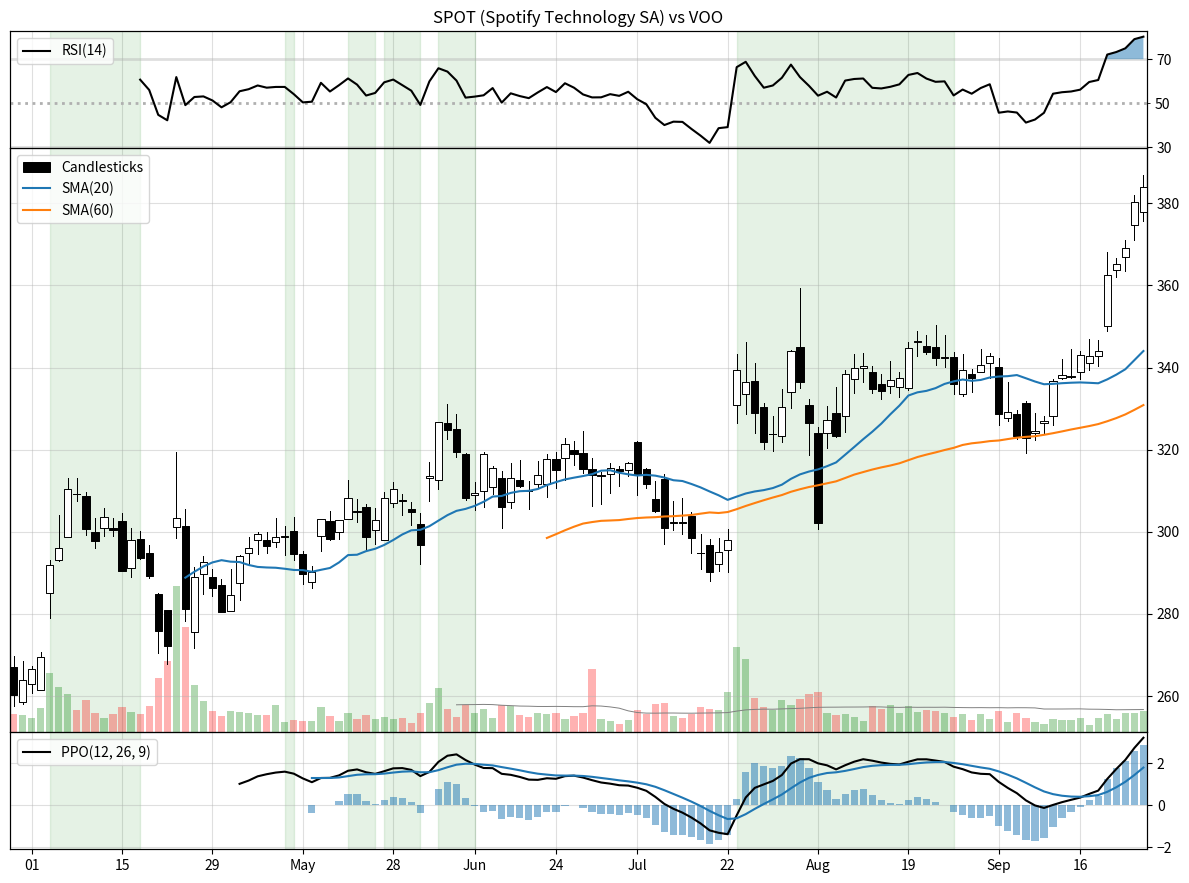 SPOT (Spotify Technology SA) vs VOO
RSI(14)
70
50
30
Candlesticks
SMA(20)
SMA(60)
380
360
340
320
300
280
260
PPO(12, 26, 9)
2
0
−2
01 15 29 May 28 Jun 24 Jul 22 Aug 19 Sep 16